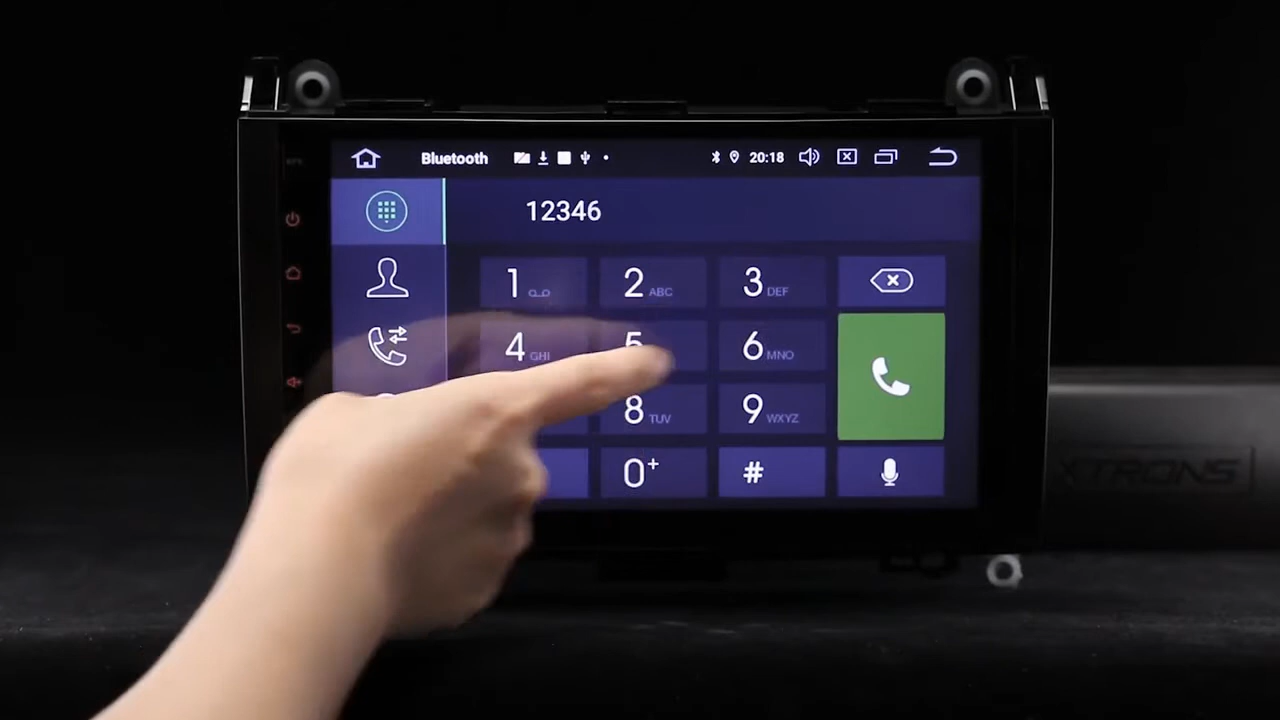 Bluetooth
20:18
12346
1
2 ABC
3 DEF
4 GHI
5
6 MNO
8 TUV
9 WXYZ
0+
#
XTRONS